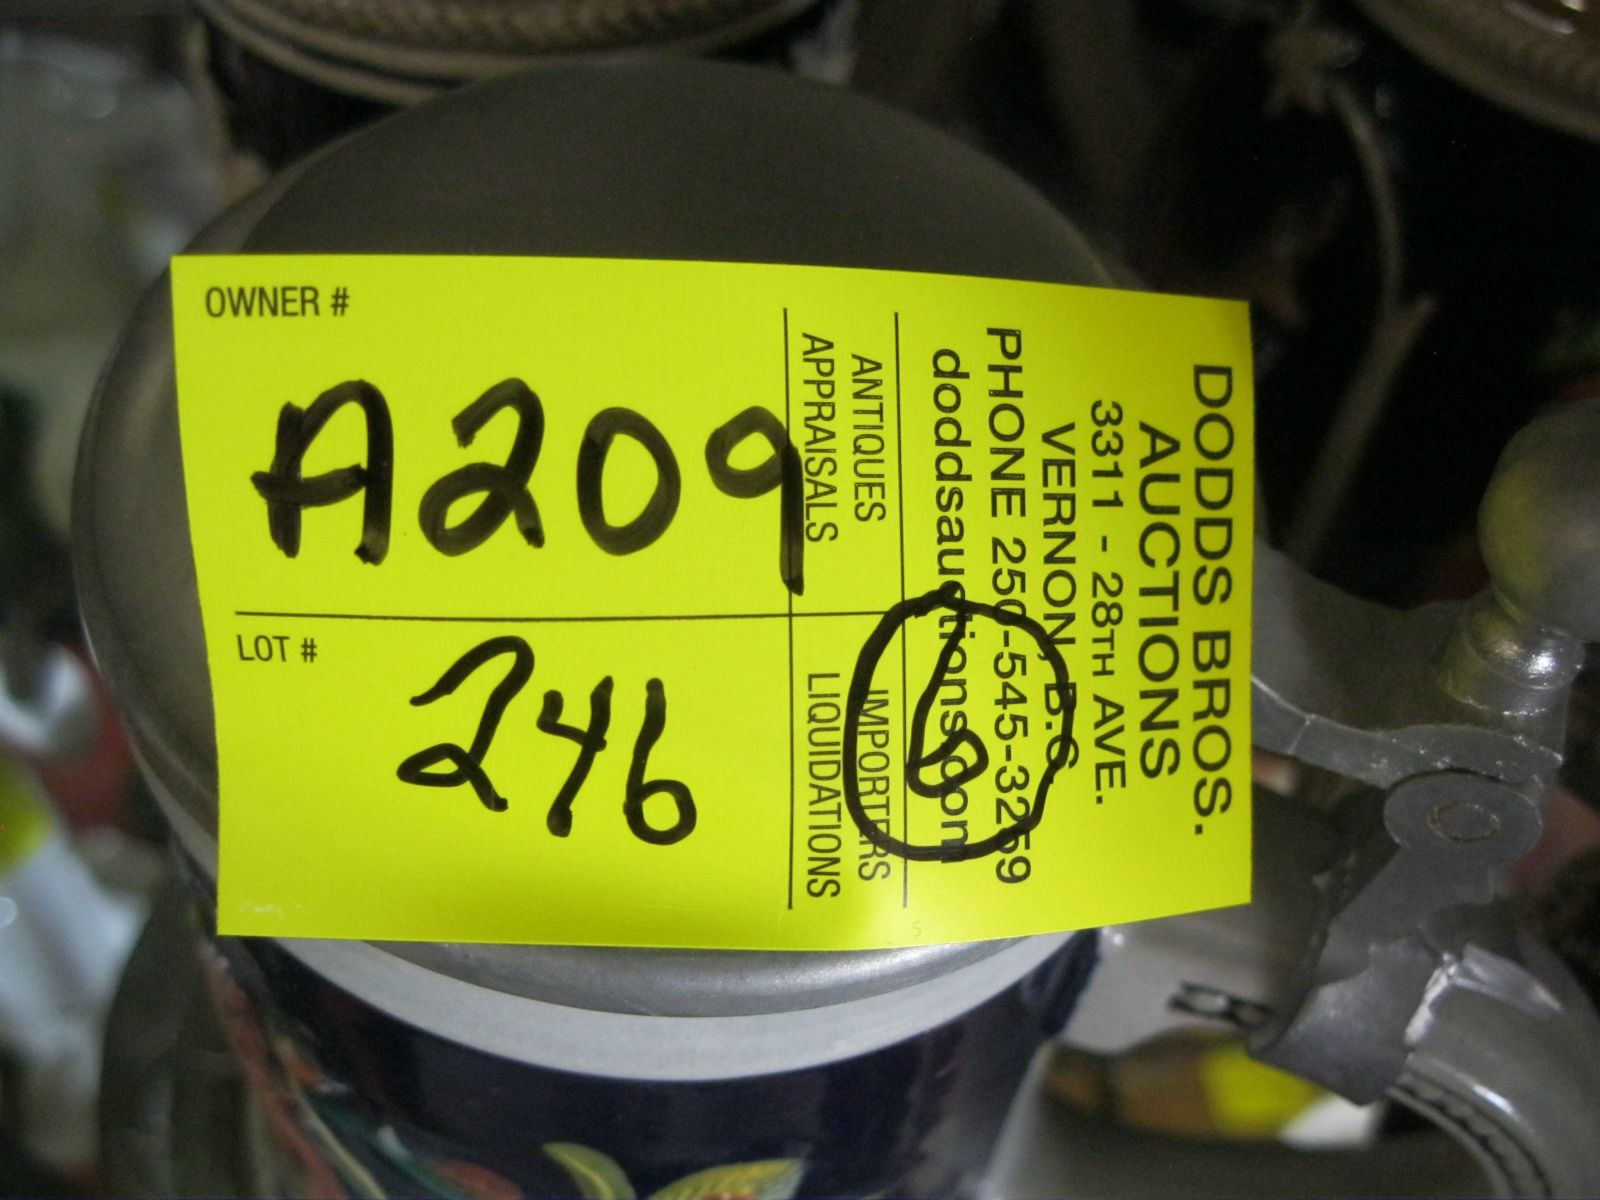 DODDS BROS.
AUCTIONS
3311 - 28TH AVE.
VERNON, B.C.
PHONE 250-545-3259
doddsauctions.com
ANTIQUES IMPORTERS
APPRAISALS LIQUIDATIONS
6
OWNER #
A209
LOT #
246